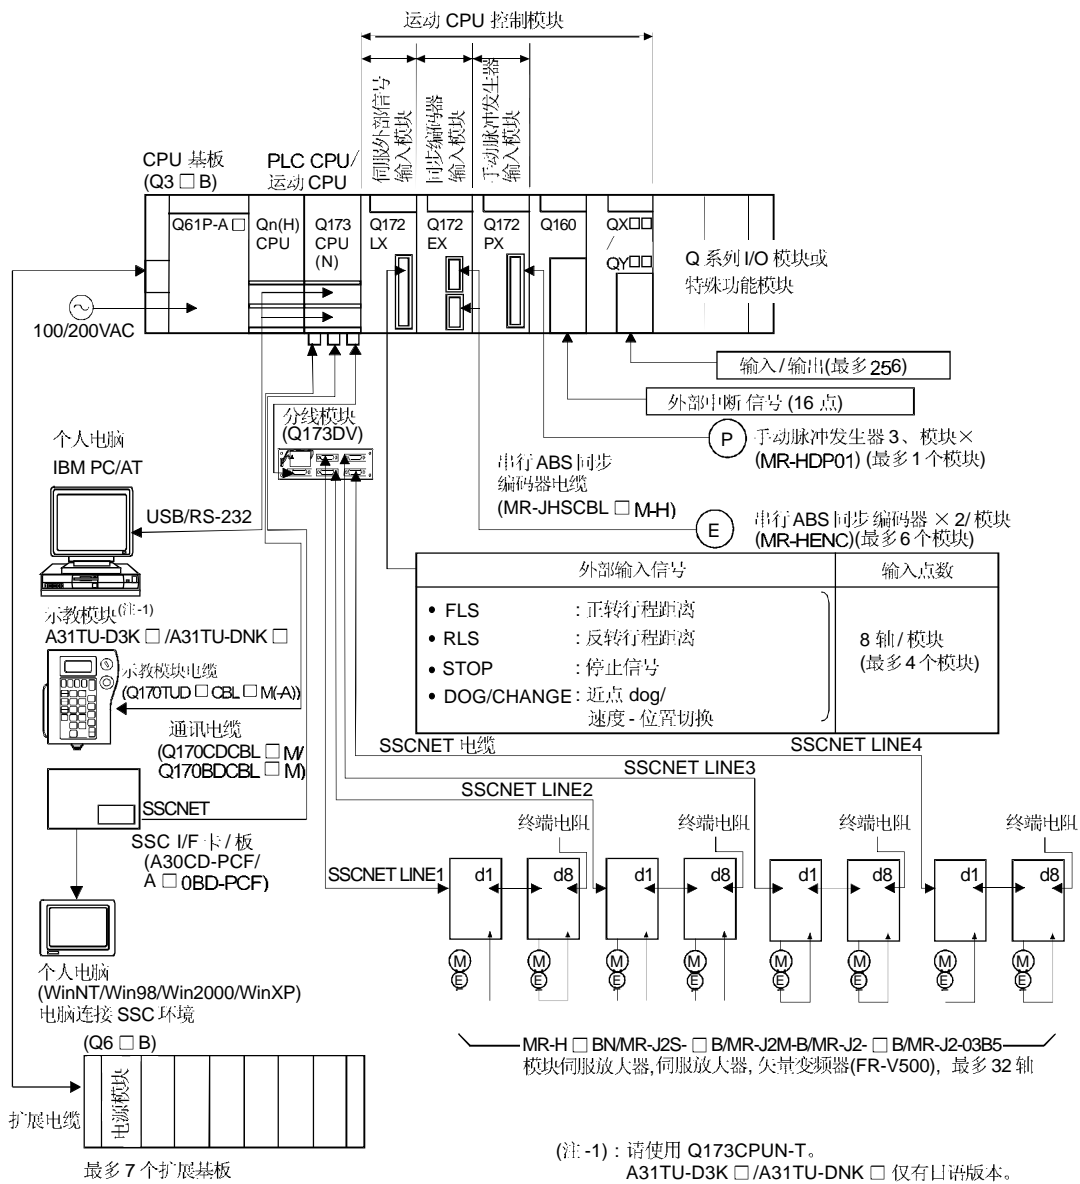 运动 CPU 控制模块
伺服外部信号
输入模块
同步编码器
输入模块
手动脉冲发生器
输入模块
CPU 基板
(Q3 □ B)
PLC CPU/
运动 CPU
Q61P-A □
Qn(H)
CPU
Q173
CPU
(N)
Q172
LX
Q172
EX
Q172
PX
Q160
QX□□
/
QY□□
Q 系列 I/O 模块或
特殊功能模块
100/200VAC
输入/输出(最多256)
外部中断 信号 (16 点)
分线模块
(Q173DV)
P
手动脉冲发生器 3、模块×
(MR-HDP01) (最多 1 个模块)
个人电脑
IBM PC/AT
串行 ABS 同步
编码器电缆
(MR-JHSCBL □ M-H)
USB/RS-232
E
串行 ABS 同步 编码器 × 2/ 模块
(MR-HENC)(最多 6 个模块)
外部输入信号
输入点数
• FLS : 正转行程距离
• RLS : 反转行程距离
• STOP : 停止信号
• DOG/CHANGE : 近点 dog/
速度 - 位置切换
8 轴 / 模块
(最多 4 个模块)
示教模块(注-1)
A31TU-D3K □ /A31TU-DNK □
示教模块电缆
(Q170TUD □ CBL □ M(-A))
通讯电缆
(Q170CDCBL □ M/
Q170BDCBL □ M)
SSCNET 电缆
SSCNET LINE4
SSCNET LINE3
SSCNET LINE2
SSCNET
SSC I/F 卡 / 板
(A30CD-PCF/
A □ 0BD-PCF)
终端电阻
终端电阻
终端电阻
终端电阻
SSCNET LINE1
d1
d8
d1
d8
d1
d8
d1
d8
M
E
M
E
M
E
M
E
M
E
M
E
M
E
M
E
个人电脑
(WinNT/Win98/Win2000/WinXP)
电脑连接 SSC 环境
(Q6 □ B)
MR-H □ BN/MR-J2S- □ B/MR-J2M-B/MR-J2- □ B/MR-J2-03B5
模块伺服放大器,伺服放大器, 矢量变频器(FR-V500), 最多 32 轴
电源模块
扩展电缆
最多 7 个扩展基板
(注 -1) : 请使用 Q173CPUN-T。
A31TU-D3K □ /A31TU-DNK □ 仅有日语版本。